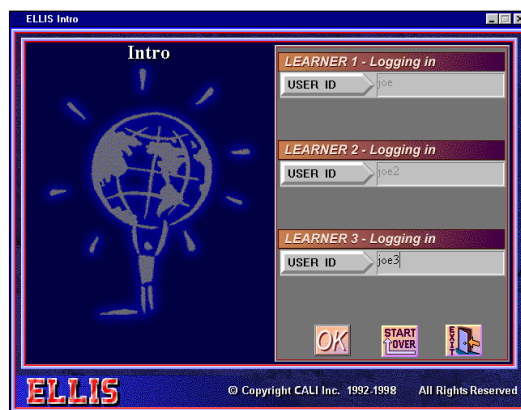 ELLIS Intro
Intro
LEARNER 1 - Logging in
USER ID joe
LEARNER 2 - Logging in
USER ID joe2
LEARNER 3 - Logging in
USER ID joe3
OK START OVER EXIT
ELLIS © Copyright CALI Inc. 1992-1998 All Rights Reserved